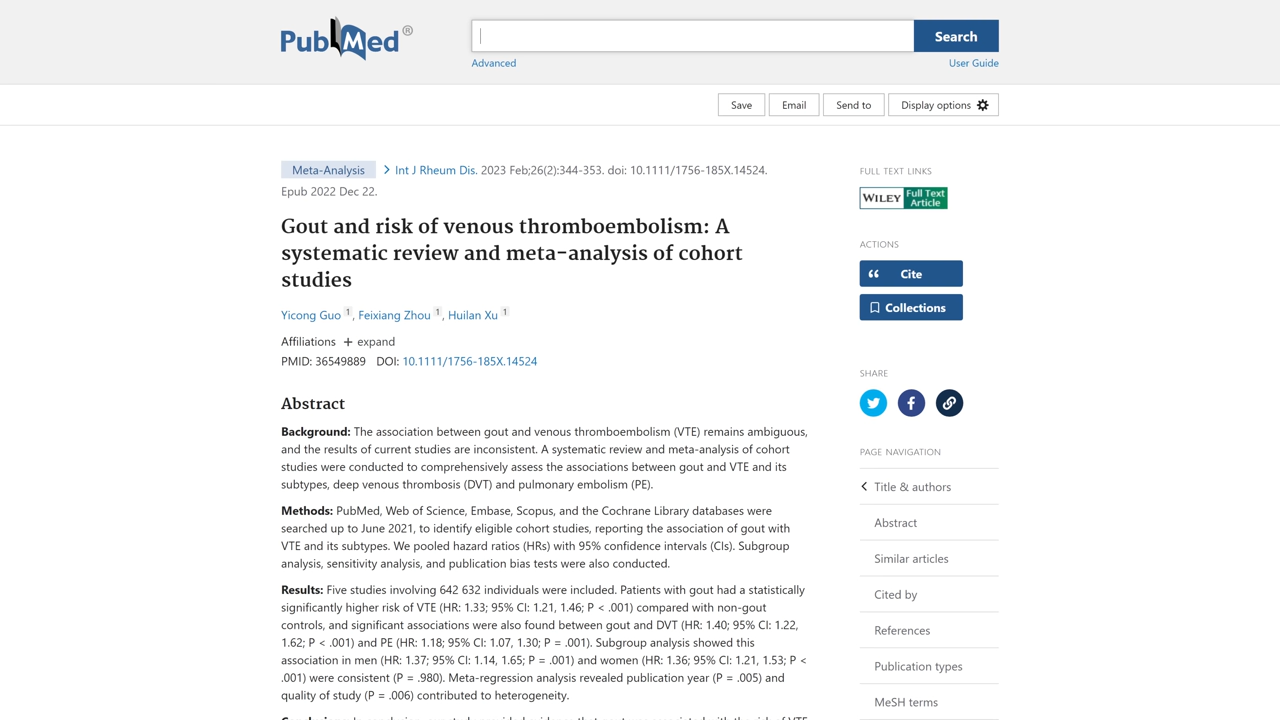 PubMed®
Search
Advanced
User Guide
Save
Email
Send to
Display options
Meta-Analysis
Int J Rheum Dis. 2023 Feb;26(2):344-353. doi: 10.1111/1756-185X.14524.
Epub 2022 Dec 22.
Gout and risk of venous thromboembolism: A
systematic review and meta-analysis of cohort
studies
Yicong Guo 1, Feixiang Zhou 1, Huilan Xu 1
Affiliations + expand
PMID: 36549889 DOI: 10.1111/1756-185X.14524
Abstract
Background: The association between gout and venous thromboembolism (VTE) remains ambiguous,
and the results of current studies are inconsistent. A systematic review and meta-analysis of cohort
studies were conducted to comprehensively assess the associations between gout and VTE and its
subtypes, deep venous thrombosis (DVT) and pulmonary embolism (PE).
Methods: PubMed, Web of Science, Embase, Scopus, and the Cochrane Library databases were
searched up to June 2021, to identify eligible cohort studies, reporting the association of gout with
VTE and its subtypes. We pooled hazard ratios (HRs) with 95% confidence intervals (CIs). Subgroup
analysis, sensitivity analysis, and publication bias tests were also conducted.
Results: Five studies involving 642 632 individuals were included. Patients with gout had a statistically
significantly higher risk of VTE (HR: 1.33; 95% CI: 1.21, 1.46; P < .001) compared with non-gout
controls, and significant associations were also found between gout and DVT (HR: 1.40; 95% CI: 1.22,
1.62; P < .001) and PE (HR: 1.18; 95% CI: 1.07, 1.30; P = .001). Subgroup analysis showed this
association in men (HR: 1.37; 95% CI: 1.14, 1.65; P = .001) and women (HR: 1.36; 95% CI: 1.21, 1.53; P <
.001) were consistent (P = .980). Meta-regression analysis revealed publication year (P = .005) and
quality of study (P = .006) contributed to heterogeneity.
FULL TEXT LINKS
WILEY Full Text
Article
ACTIONS
Cite
Collections
SHARE
PAGE NAVIGATION
Title & authors
Abstract
Similar articles
Cited by
References
Publication types
MeSH terms